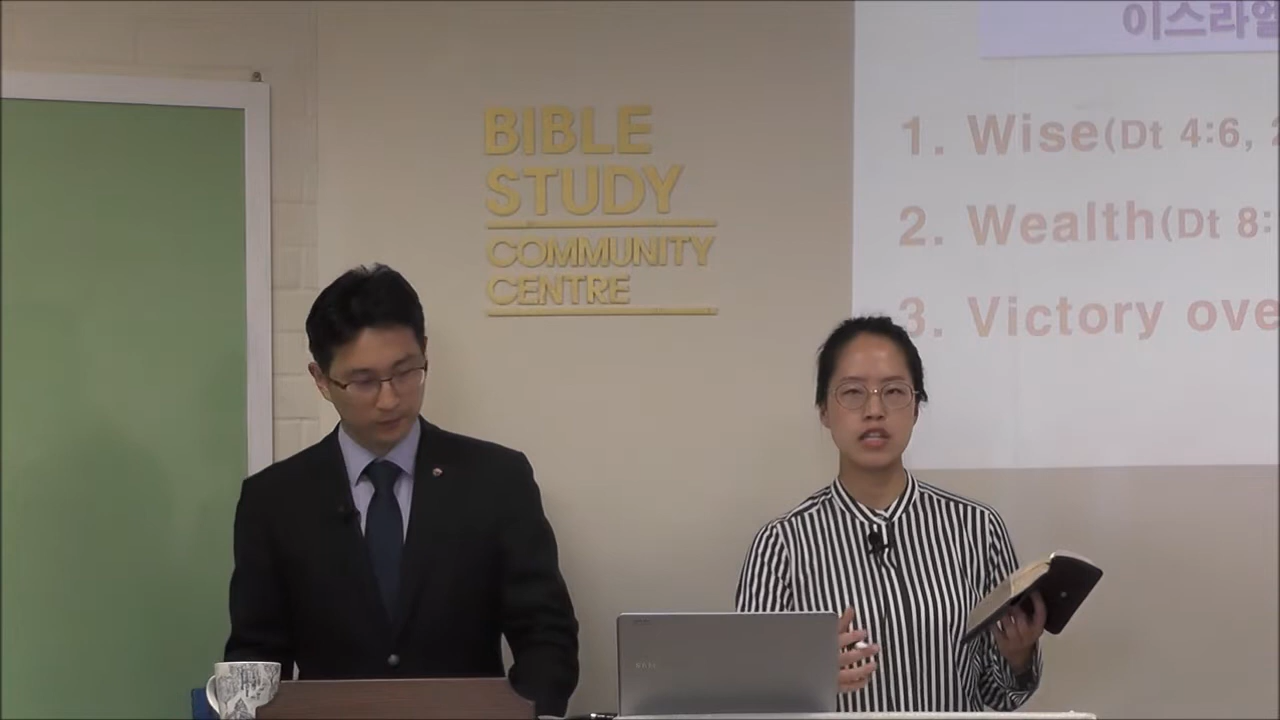 BIBLE
STUDY
COMMUNITY
CENTRE
이스라엘
1. Wise(Dt 4:6, 2
2. Wealth(Dt 8:
3. Victory ove